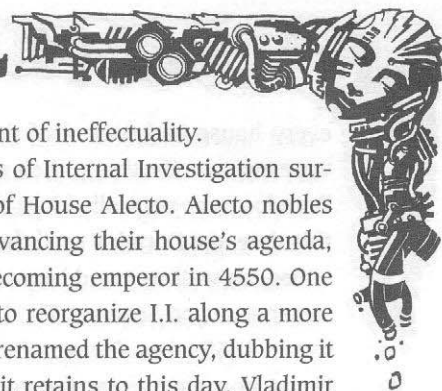 nt of ineffectuality.
s of Internal Investigation sur-
of House Alecto. Alecto nobles
vancing their house's agenda,
ecoming emperor in 4550. One
to reorganize I.I. along a more
renamed the agency, dubbing it
it retains to this day. Vladimir